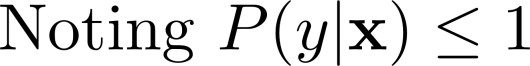 Noting P(y|x) ≤ 1